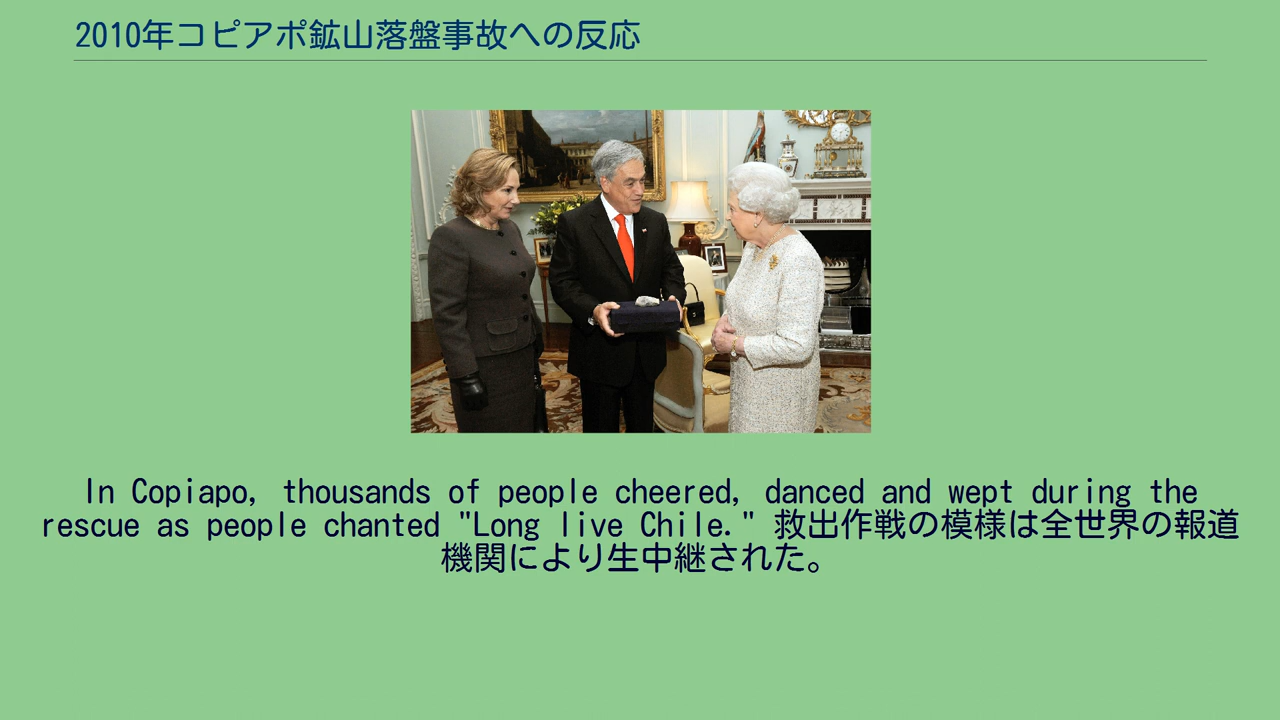 2010年コピアポ鉱山落盤事故への反応
In Copiapo, thousands of people cheered, danced and wept during the
rescue as people chanted "Long live Chile." 救出作戦の模様は全世界の報道
機関により生中継された。